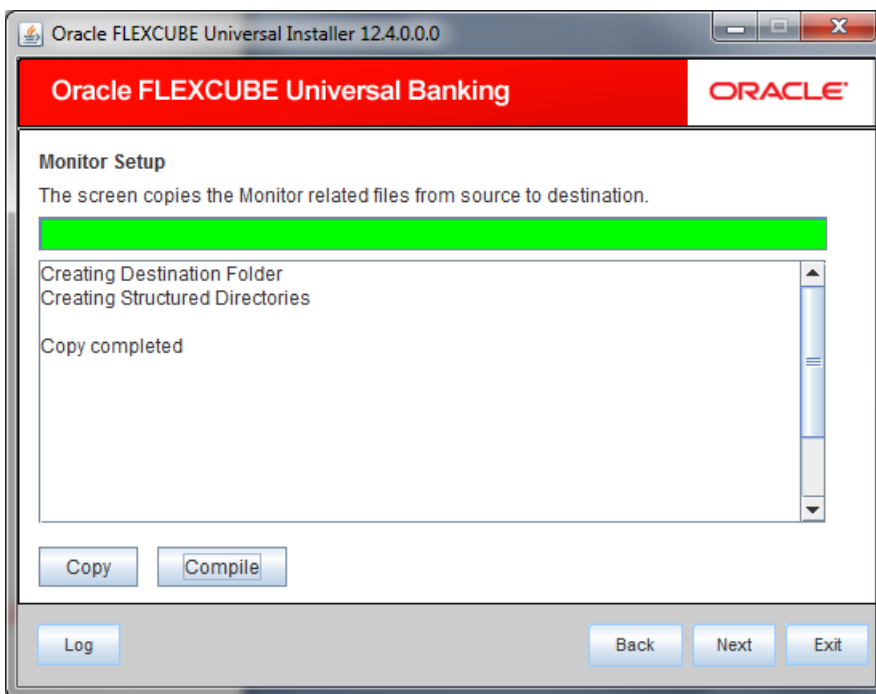 Oracle FLEXCUBE Universal Installer 12.4.0.0.0
Oracle FLEXCUBE Universal Banking
ORACLE
Monitor Setup
The screen copies the Monitor related files from source to destination.
Creating Destination Folder
Creating Structured Directories
Copy completed
Copy
Compile
Log
Back
Next
Exit